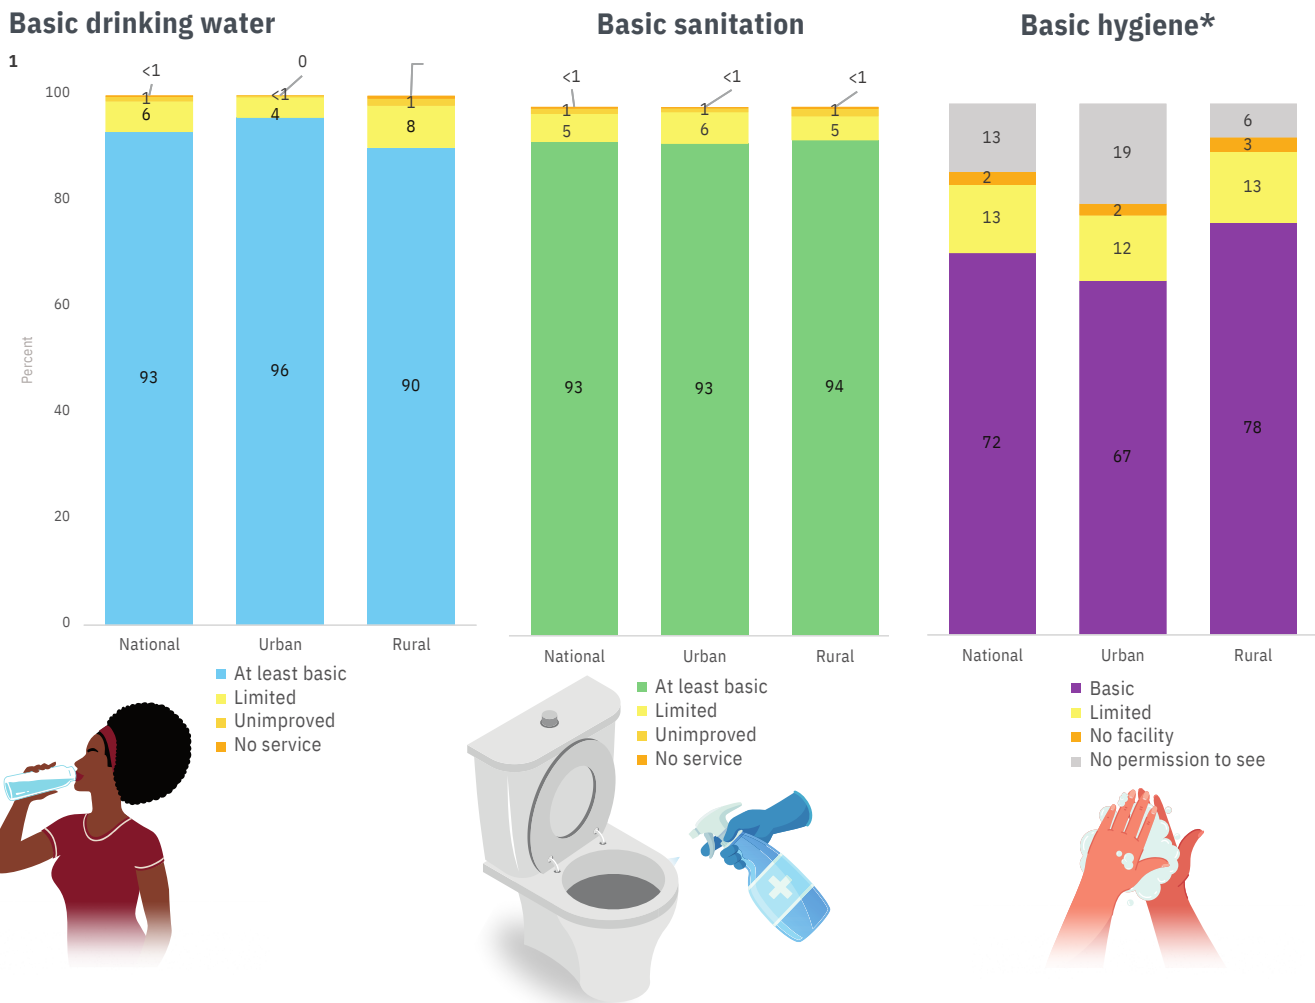 Basic drinking water
1
<1
0
100
1
<1
1
6
4
8
80
60
Percent
93
96
90
40
20
0
National
Urban
Rural
At least basic
Limited
Unimproved
No service
Basic sanitation
<1
<1
<1
1
1
1
5
6
5
93
93
94
National
Urban
Rural
At least basic
Limited
Unimproved
No service
Basic hygiene*
13
19
6
2
2
3
13
12
13
72
67
78
National
Urban
Rural
Basic
Limited
No facility
No permission to see